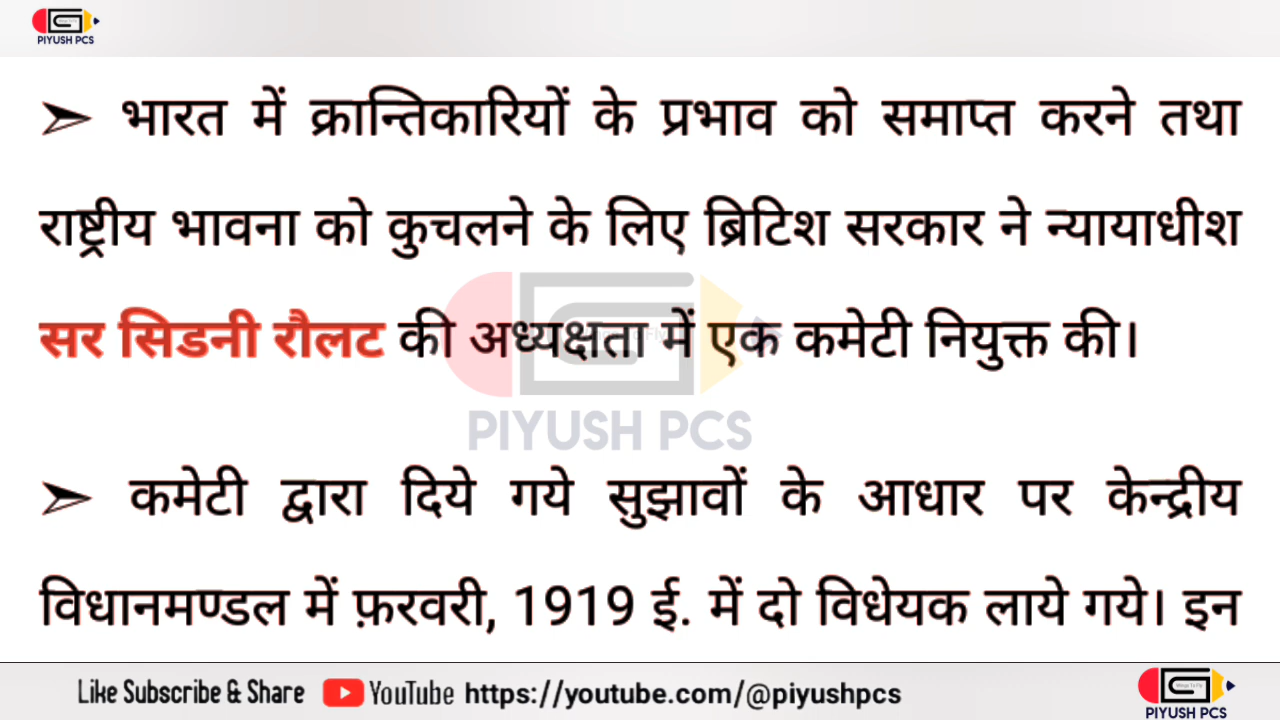 PIYUSH PCS
➢ भारत में क्रान्तिकारियों के प्रभाव को समाप्त करने तथा
राष्ट्रीय भावना को कुचलने के लिए ब्रिटिश सरकार ने न्यायाधीश
सर सिडनी रौलट की अध्यक्षता में एक कमेटी नियुक्त की।
PIYUSH PCS
➢ कमेटी द्वारा दिये गये सुझावों के आधार पर केन्द्रीय
विधानमण्डल में फ़रवरी, 1919 ई. में दो विधेयक लाये गये। इन
Like Subscribe & Share YouTube https://youtube.com/@piyushpcs
PIYUSH PCS